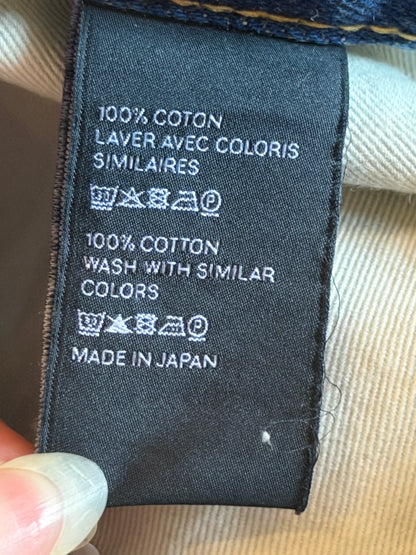 100% COTON
LAVER AVEC COLORIS
SIMILAIRES
100% COTTON
WASH WITH SIMILAR
COLORS
MADE IN JAPAN